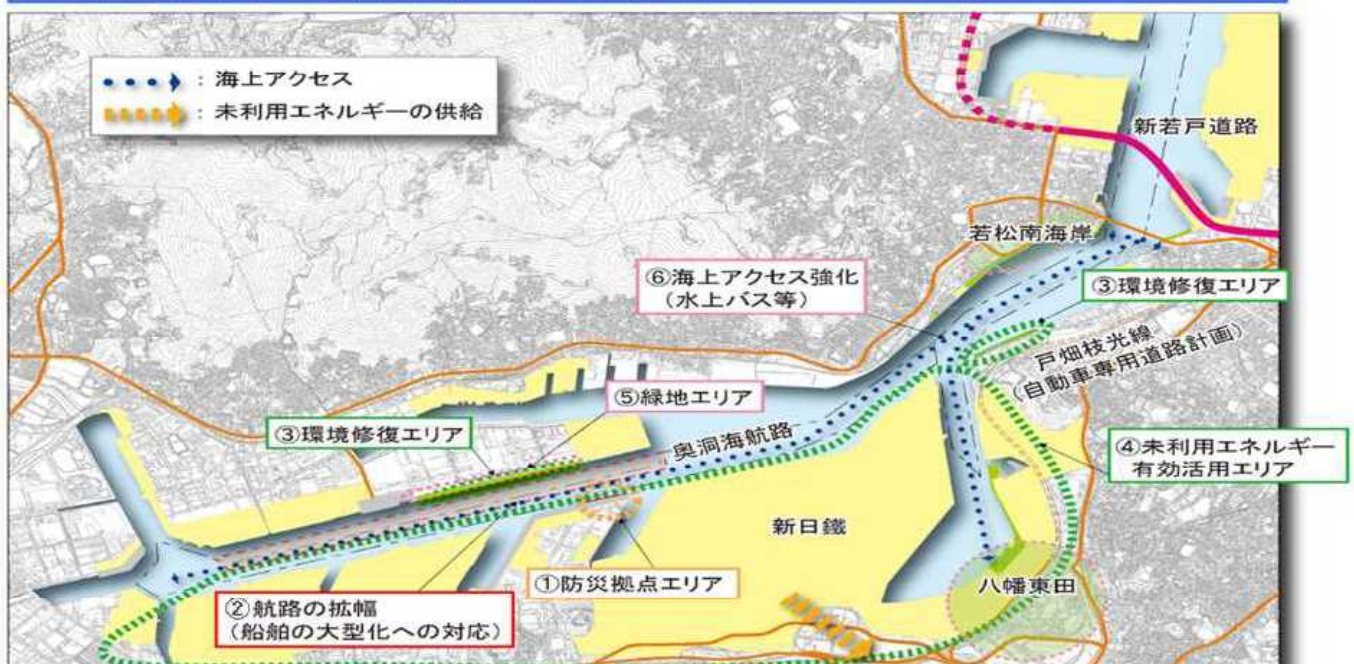 ：海上アクセス
：未利用エネルギーの供給
新若戸道路
若松南海岸
⑥海上アクセス強化
（水上バス等）
③環境修復エリア
戸畑枝光線
（自動車専用道路計画）
⑤緑地エリア
③環境修復エリア
奥洞海航路
④未利用エネルギー
有効活用エリア
新日鐵
①防災拠点エリア
八幡東田
②航路の拡幅
（船舶の大型化への対応）